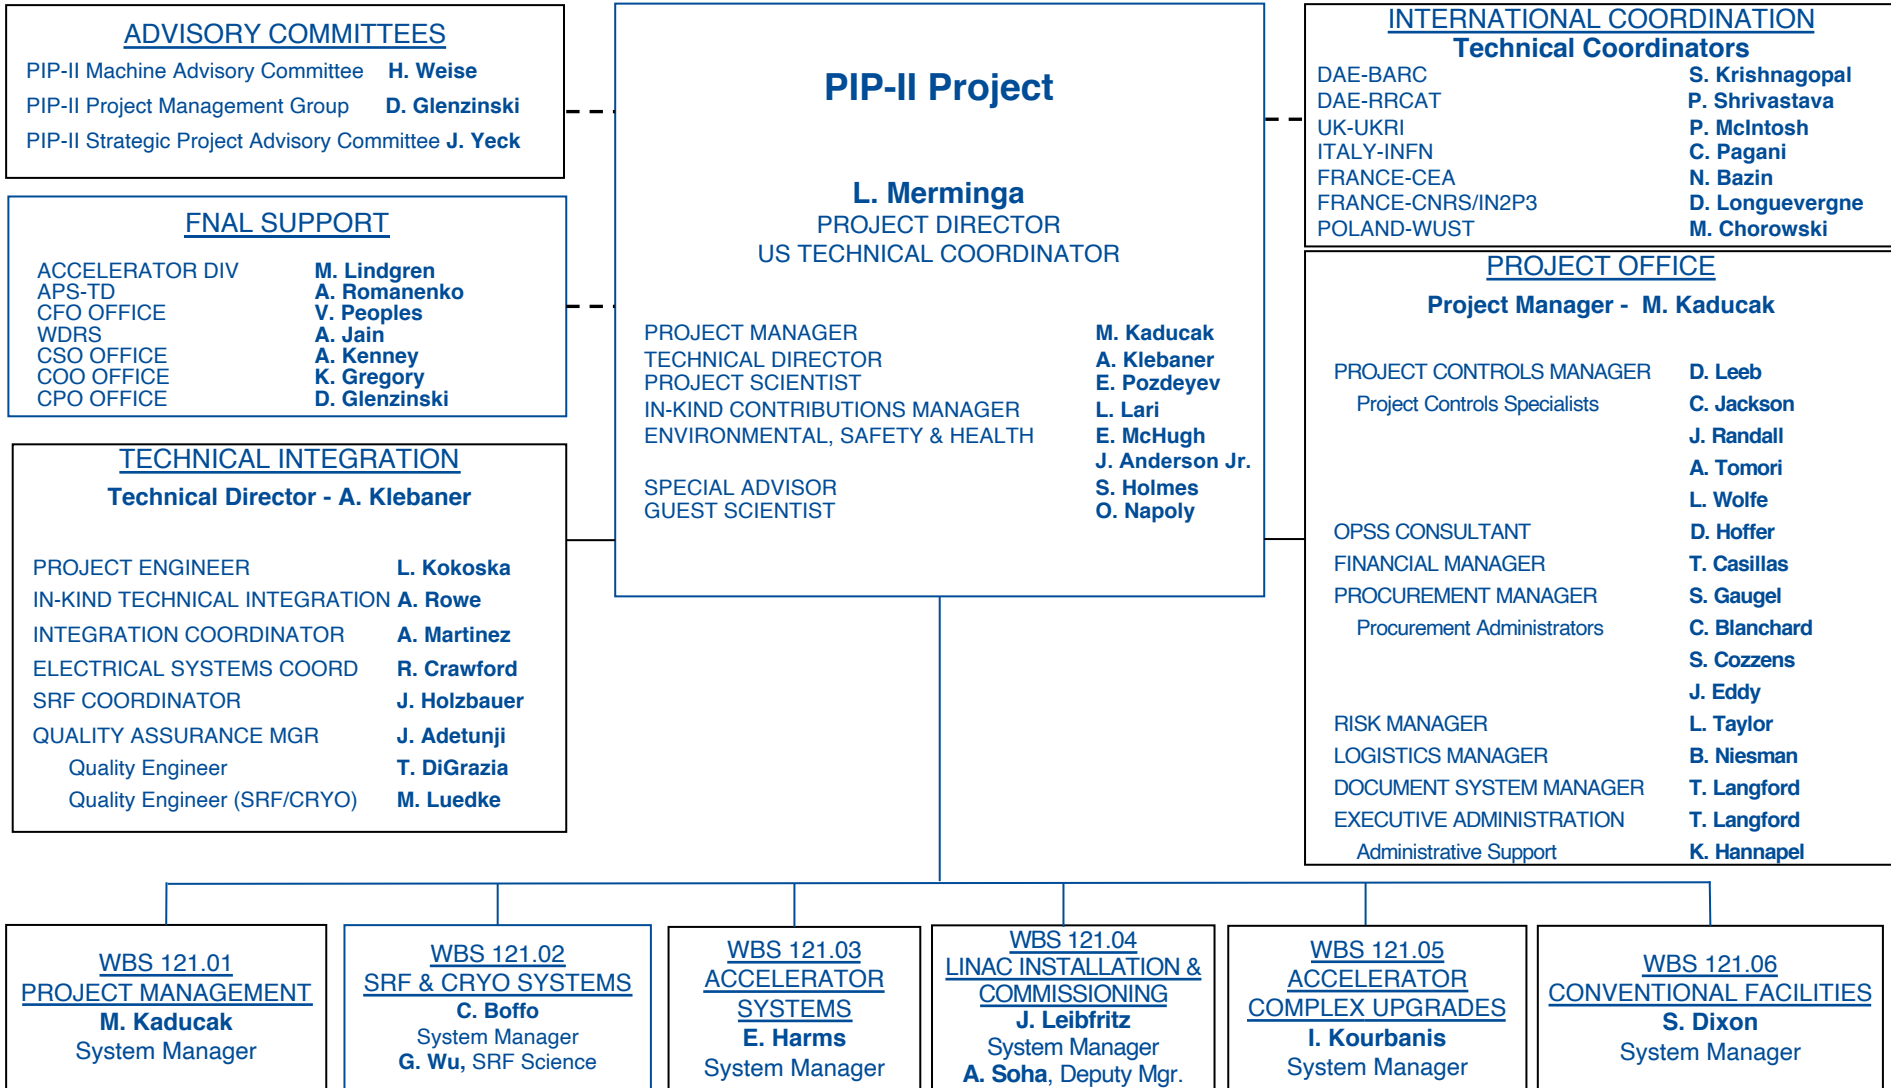 ADVISORY COMMITTEES
PIP-II Machine Advisory Committee H. Weise
PIP-II Project Management Group D. Glenzinski
PIP-II Strategic Project Advisory Committee J. Yeck
FNAL SUPPORT
ACCELERATOR DIV M. Lindgren
APS-TD A. Romanenko
CFO OFFICE V. Peoples
WDRS A. Jain
CSO OFFICE A. Kenney
COO OFFICE K. Gregory
CPO OFFICE D. Glenzinski
TECHNICAL INTEGRATION
Technical Director - A. Klebaner
PROJECT ENGINEER L. Kokoska
IN-KIND TECHNICAL INTEGRATION A. Rowe
INTEGRATION COORDINATOR A. Martinez
ELECTRICAL SYSTEMS COORD R. Crawford
SRF COORDINATOR J. Holzbauer
QUALITY ASSURANCE MGR J. Adetunji
Quality Engineer T. DiGrazia
Quality Engineer (SRF/CRYO) M. Luedke
PIP-II Project
L. Merminga
PROJECT DIRECTOR
US TECHNICAL COORDINATOR
PROJECT MANAGER M. Kaducak
TECHNICAL DIRECTOR A. Klebaner
PROJECT SCIENTIST E. Pozdeyev
IN-KIND CONTRIBUTIONS MANAGER L. Lari
ENVIRONMENTAL, SAFETY & HEALTH E. McHugh
J. Anderson Jr.
SPECIAL ADVISOR S. Holmes
GUEST SCIENTIST O. Napoly
INTERNATIONAL COORDINATION
Technical Coordinators
DAE-BARC S. Krishnagopal
DAE-RRCAT P. Shrivastava
UK-UKRI P. McIntosh
ITALY-INFN C. Pagani
FRANCE-CEA N. Bazin
FRANCE-CNRS/IN2P3 D. Longuevergne
POLAND-WUST M. Chorowski
PROJECT OFFICE
Project Manager - M. Kaducak
PROJECT CONTROLS MANAGER D. Leeb
Project Controls Specialists C. Jackson
J. Randall
A. Tomori
L. Wolfe
OPSS CONSULTANT D. Hoffer
FINANCIAL MANAGER T. Casillas
PROCUREMENT MANAGER S. Gaugel
Procurement Administrators C. Blanchard
S. Cozzens
J. Eddy
RISK MANAGER L. Taylor
LOGISTICS MANAGER B. Niesman
DOCUMENT SYSTEM MANAGER T. Langford
EXECUTIVE ADMINISTRATION T. Langford
Administrative Support K. Hannapel
WBS 121.01
PROJECT MANAGEMENT
M. Kaducak
System Manager
WBS 121.02
SRF & CRYO SYSTEMS
C. Boffo
System Manager
G. Wu, SRF Science
WBS 121.03
ACCELERATOR
SYSTEMS
E. Harms
System Manager
WBS 121.04
LINAC INSTALLATION &
COMMISSIONING
J. Leibfritz
System Manager
A. Soha, Deputy Mgr.
WBS 121.05
ACCELERATOR
COMPLEX UPGRADES
I. Kourbanis
System Manager
WBS 121.06
CONVENTIONAL FACILITIES
S. Dixon
System Manager